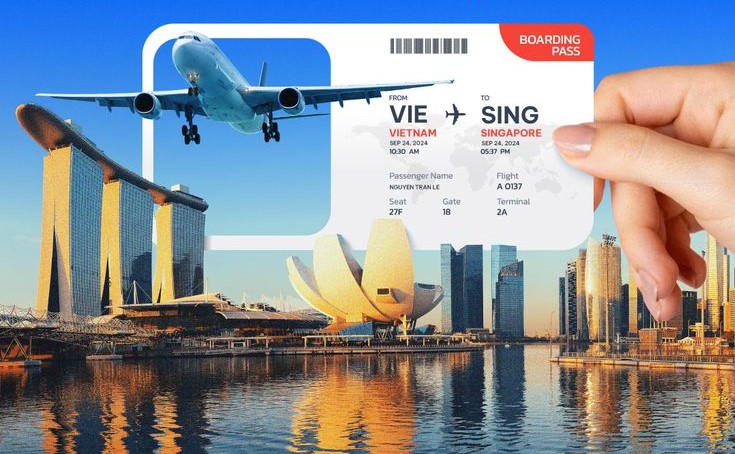 BOARDING
PASS
FROM
TO
VIE
SING
VIETNAM
SINGAPORE
SEP 24, 2024
SEP 24, 2024
10:30 AM
05:37 PM
Passenger Name
Flight
NGUYEN TRAN LE
A 0137
Seat
Gate
Terminal
27F
18
2A